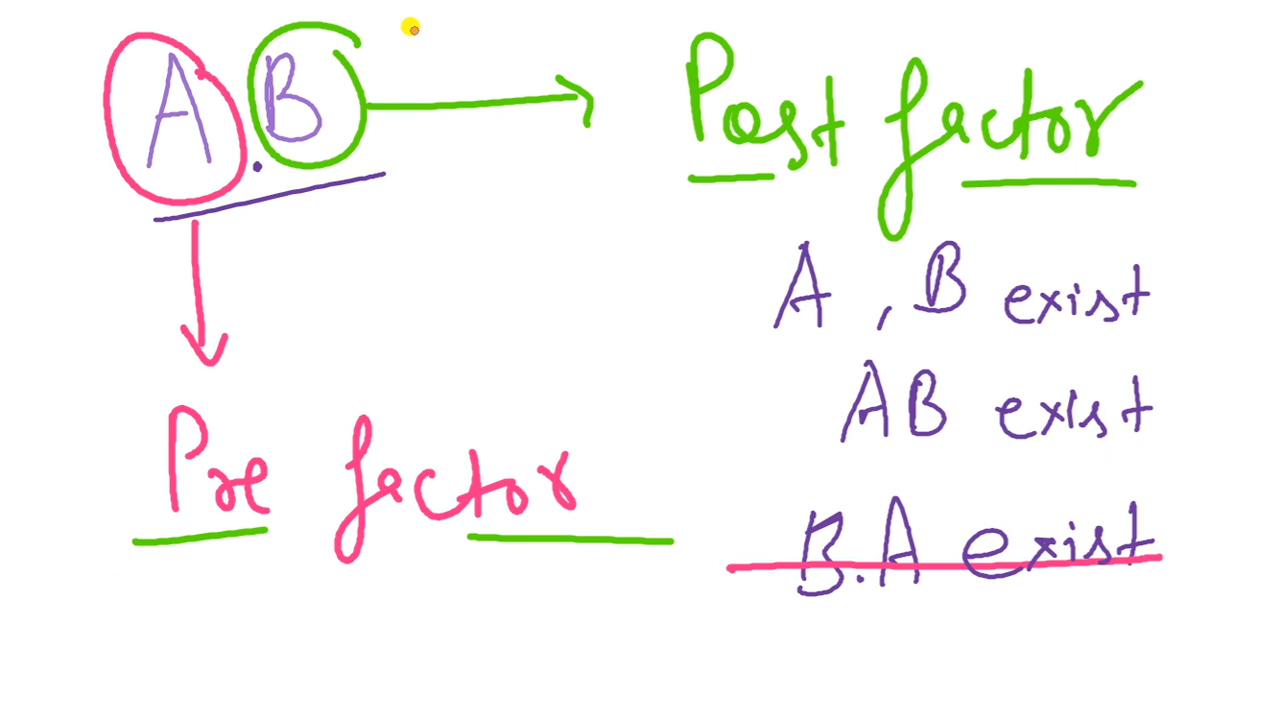 A.B
Post factor
A , B exist
AB exist
Pre factor
B.A exist